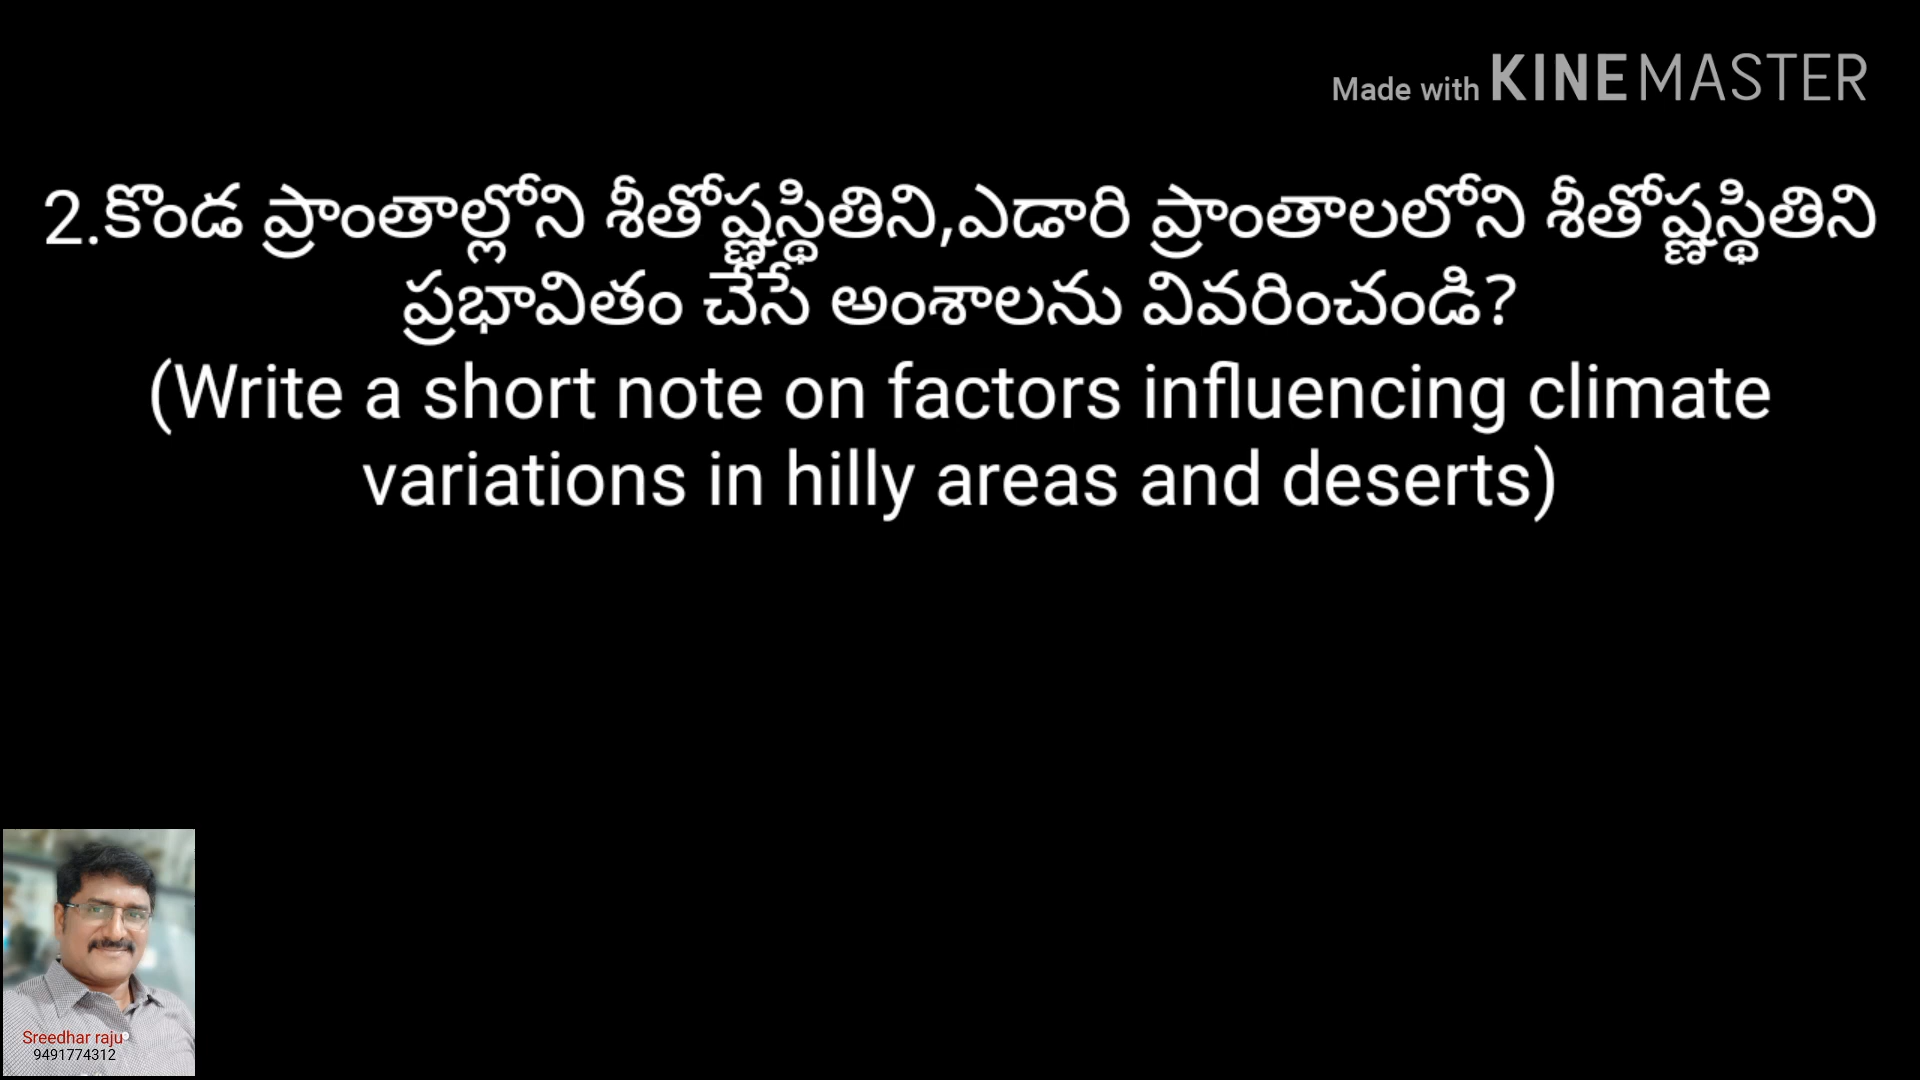 Made with KINEMASTER
2.కొండ ప్రాంతాల్లోని శీతోష్ణస్థితిని,ఎడారి ప్రాంతాలలోని శీతోష్ణస్థితిని
ప్రభావితం చేసే అంశాలను వివరించండి?
(Write a short note on factors influencing climate
variations in hilly areas and deserts)
Sreedhar raju
9491774312